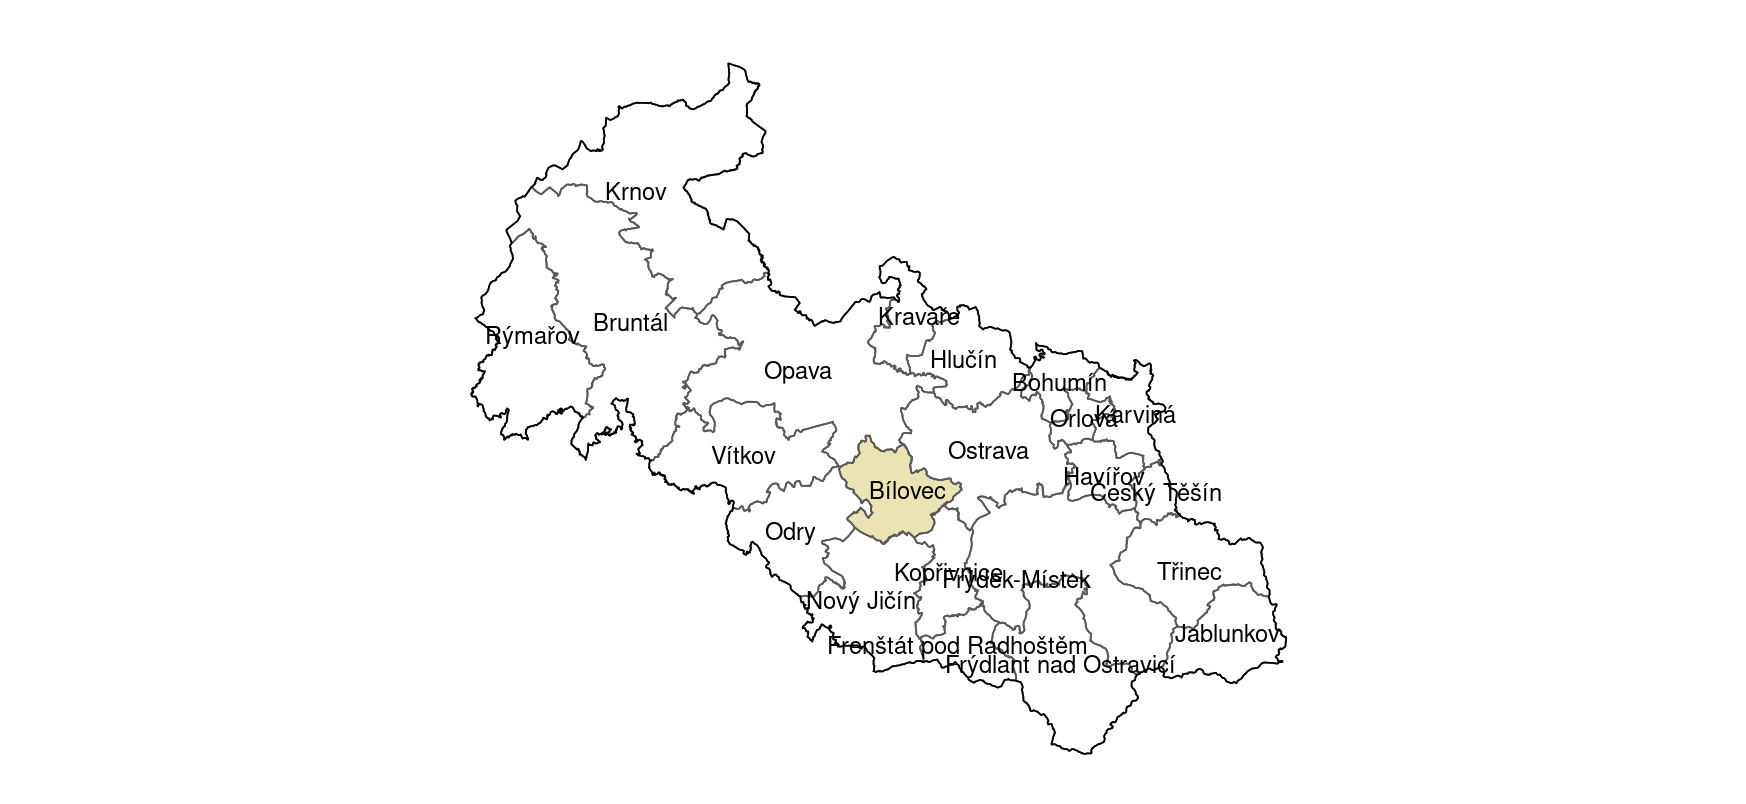 Krnov
Kravaře
Bruntál
Rýmařov
Hlučín
Opava
Bohumín
Karviná
Orlová
Ostrava
Vítkov
Havířov
Bílovec
Český Těšín
Odry
Třinec
Kopřivnice
Frýdek-Místek
Nový Jičín
Jablunkov
Frenštát pod Radhoštěm
Frýdlant nad Ostravicí